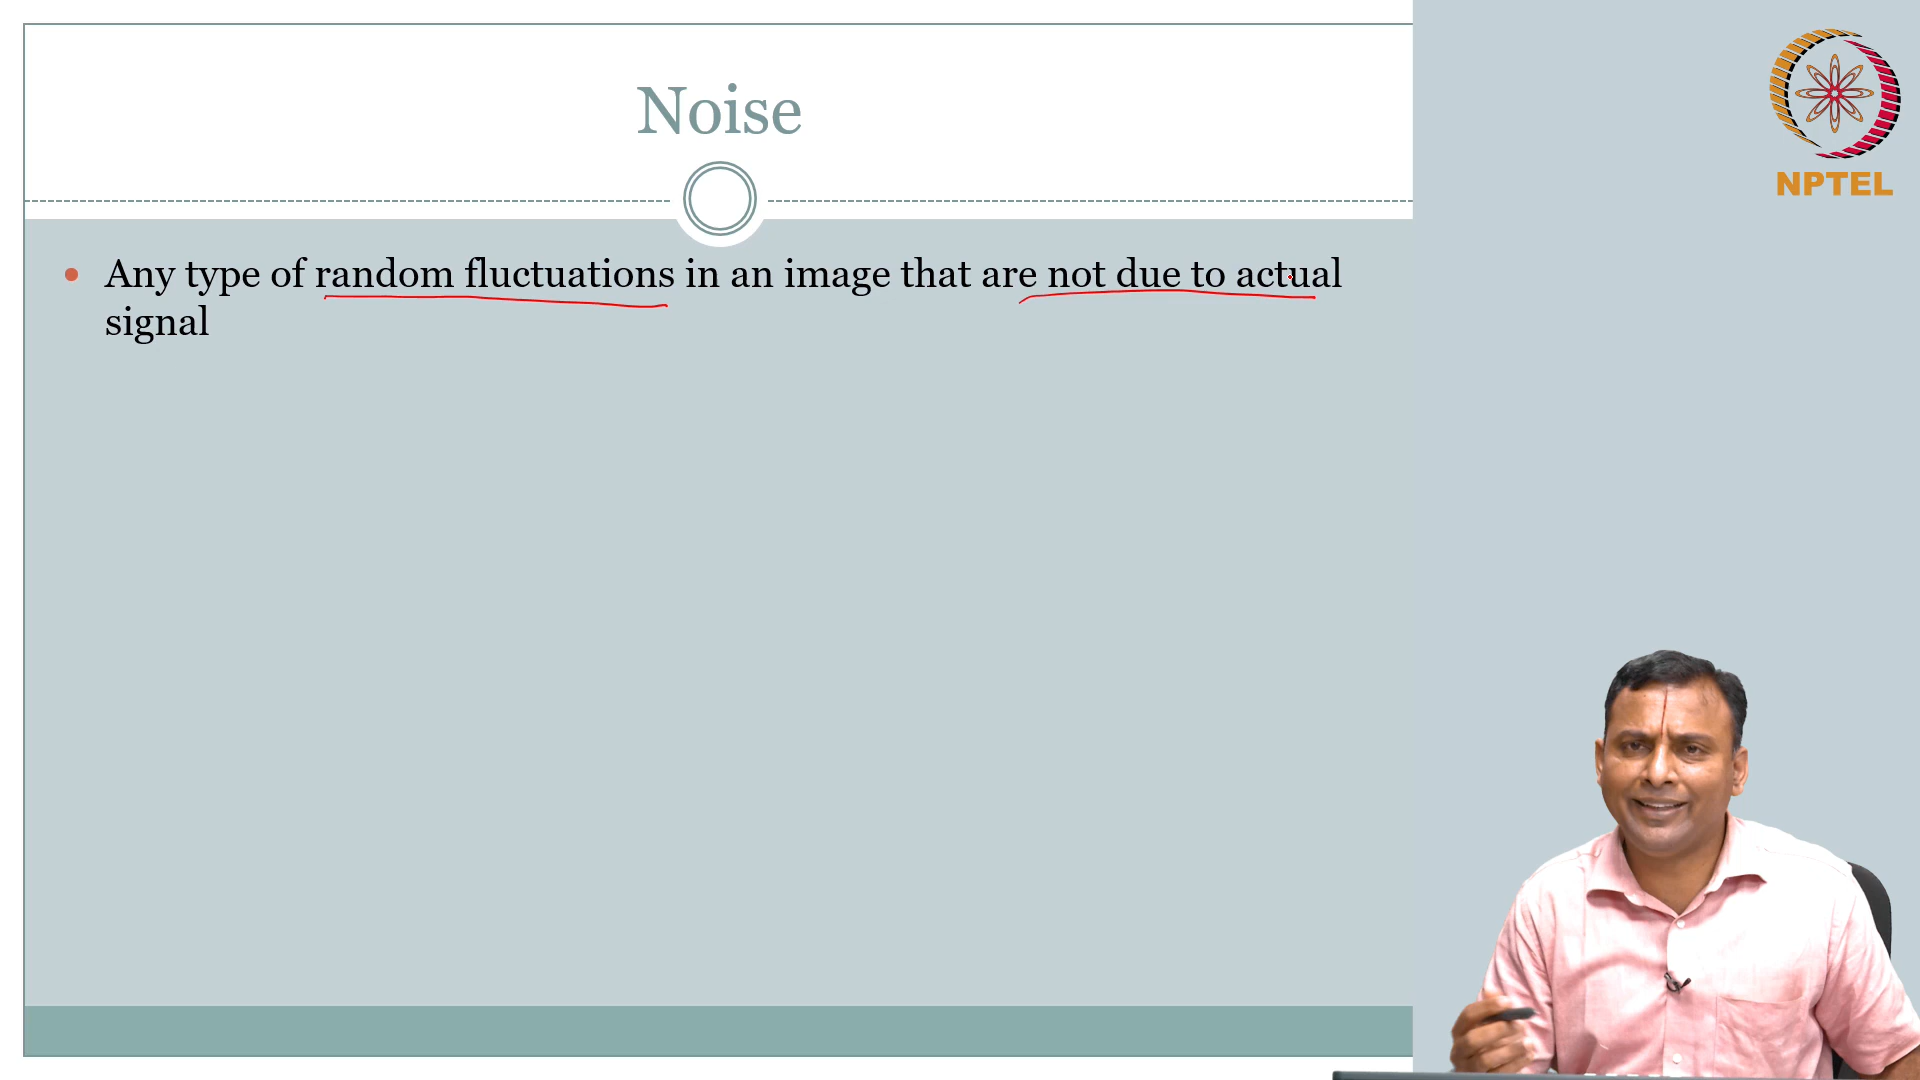 Noise
NPTEL
Any type of random fluctuations in an image that are not due to actual
signal